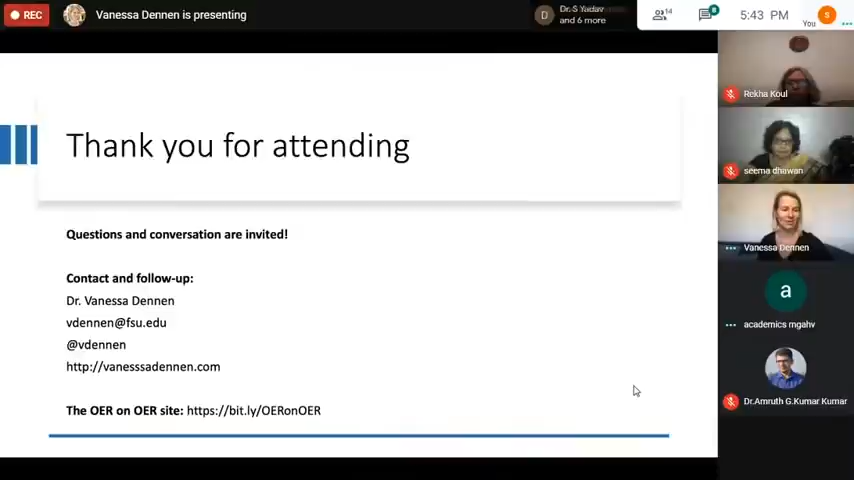 REC
Vanessa Dennen is presenting
D
Dr. S Yadav
and 6 more
14
8
5:43 PM
You
S
Thank you for attending
Questions and conversation are invited!
Contact and follow-up:
Dr. Vanessa Dennen
vdennen@fsu.edu
@vdennen
http://vanesssadennen.com
The OER on OER site: https://bit.ly/OERonOER
Rekha Koul
seema dhawan
Vanessa Dennen
a
academics mgahv
Dr.Amruth G.Kumar Kumar